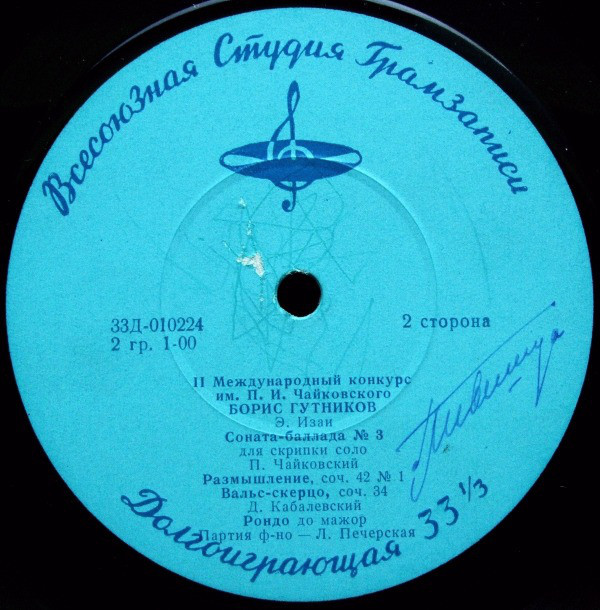 Всесоюзная Студия Грамзаписи
33Д-010224
2 гр. 1-00
2 сторона
II Международный конкурс
им. П. И. Чайковского
БОРИС ГУТНИКОВ
Э. Изаи
Соната-баллада № 3
для скрипки соло
П. Чайковский
Размышление, соч. 42 № 1
Вальс-скерцо, соч. 34
Д. Кабалевский
Рондо до мажор
Партия ф-но — Л. Печерская
Долгоиграющая 33 1/3